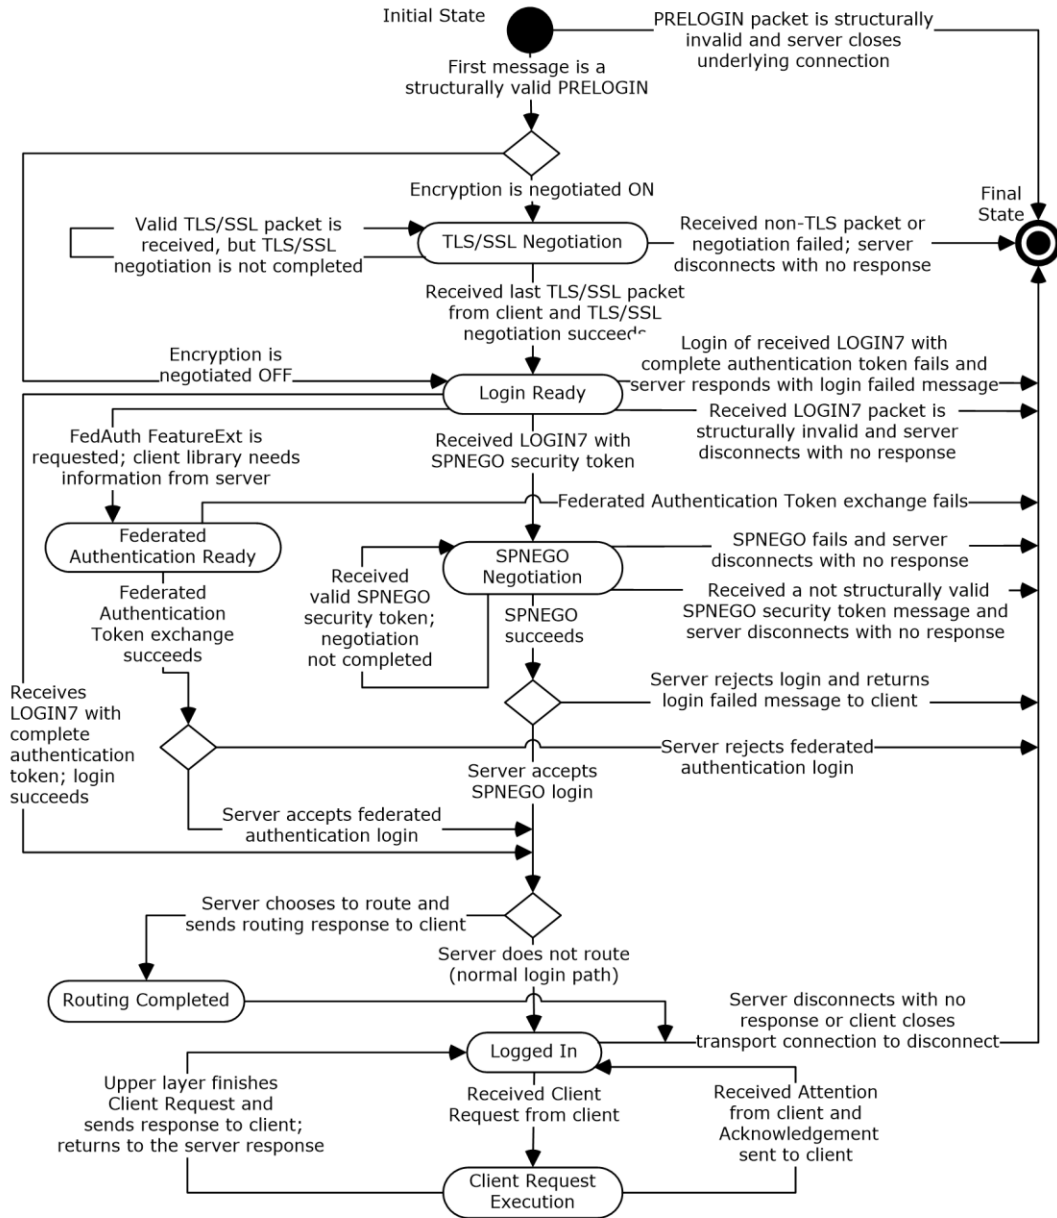 Initial State
PRELOGIN packet is structurally
invalid and server closes
underlying connection
First message is a
structurally valid PRELOGIN
Encryption is negotiated ON
Final
State
Valid TLS/SSL packet is
received, but TLS/SSL
negotiation is not completed
TLS/SSL Negotiation
Received non-TLS packet or
negotiation failed; server
disconnects with no response
Received last TLS/SSL packet
from client and TLS/SSL
negotiation succeeds
Encryption is
negotiated OFF
Login of received LOGIN7 with
complete authentication token fails and
server responds with login failed message
Login Ready
Received LOGIN7 packet is
structurally invalid and server
disconnects with no response
FedAuth FeatureExt is
requested; client library needs
information from server
Received LOGIN7 with
SPNEGO security token
Federated Authentication Token exchange fails
Federated
Authentication Ready
SPNEGO
Negotiation
SPNEGO fails and server
disconnects with no response
Received
valid SPNEGO
security token;
negotiation
not completed
Received a not structurally valid
SPNEGO security token message and
server disconnects with no response
Federated
Authentication
Token exchange
succeeds
SPNEGO
succeeds
Server rejects login and returns
login failed message to client
Receives
LOGIN7 with
complete
authentication
token; login
succeeds
Server rejects federated
authentication login
Server accepts
SPNEGO login
Server accepts federated
authentication login
Server chooses to route and
sends routing response to client
Server does not route
(normal login path)
Routing Completed
Server disconnects with no
response or client closes
transport connection to disconnect
Logged In
Upper layer finishes
Client Request and
sends response to client;
returns to the server response
Received Client
Request from client
Received Attention
from client and
Acknowledgement
sent to client
Client Request
Execution